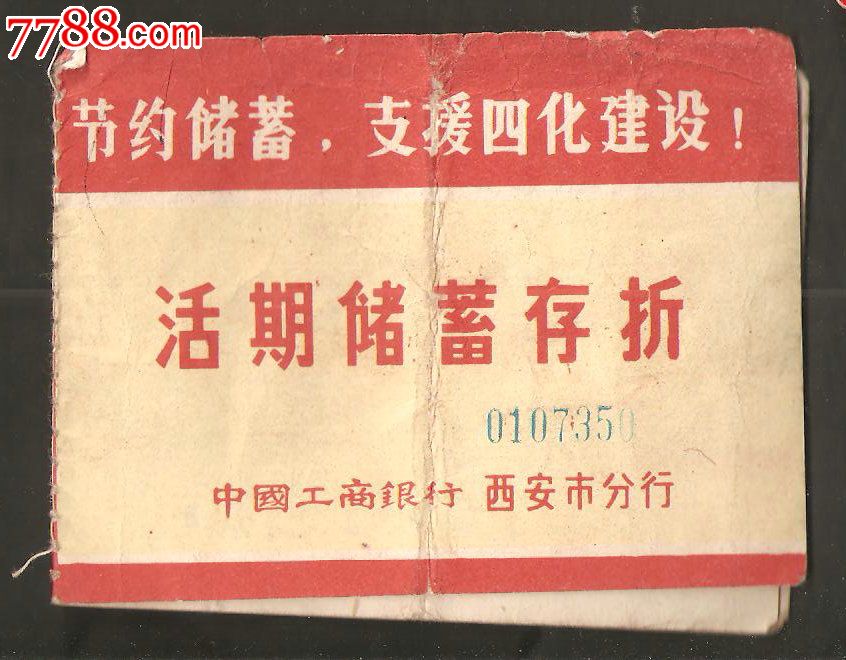 7788.com
节约储蓄，支援四化建设！
活期储蓄存折
0107350
中國工商銀行 西安市分行